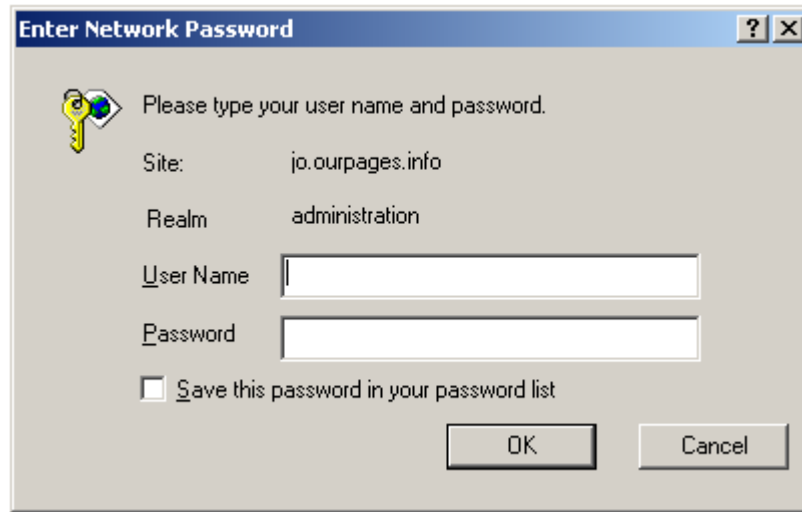 Enter Network Password
Please type your user name and password.
Site: jo.ourpages.info
Realm administration
User Name
Password
Save this password in your password list
OK Cancel